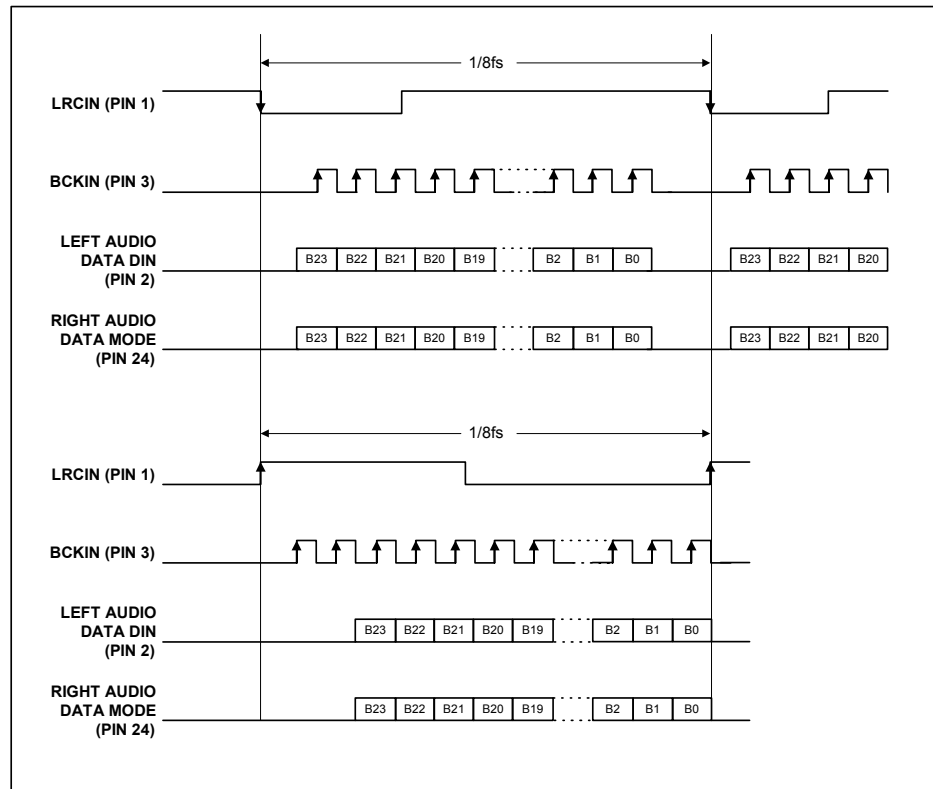 1/8fs
LRCIN (PIN 1)
BCKIN (PIN 3)
LEFT AUDIO
DATA DIN
(PIN 2)
B23 B22 B21 B20 B19 B2 B1 B0 B23 B22 B21 B20
RIGHT AUDIO
DATA MODE
(PIN 24)
B23 B22 B21 B20 B19 B2 B1 B0 B23 B22 B21 B20
1/8fs
LRCIN (PIN 1)
BCKIN (PIN 3)
LEFT AUDIO
DATA DIN
(PIN 2)
B23 B22 B21 B20 B19 B2 B1 B0
RIGHT AUDIO
DATA MODE
(PIN 24)
B23 B22 B21 B20 B19 B2 B1 B0